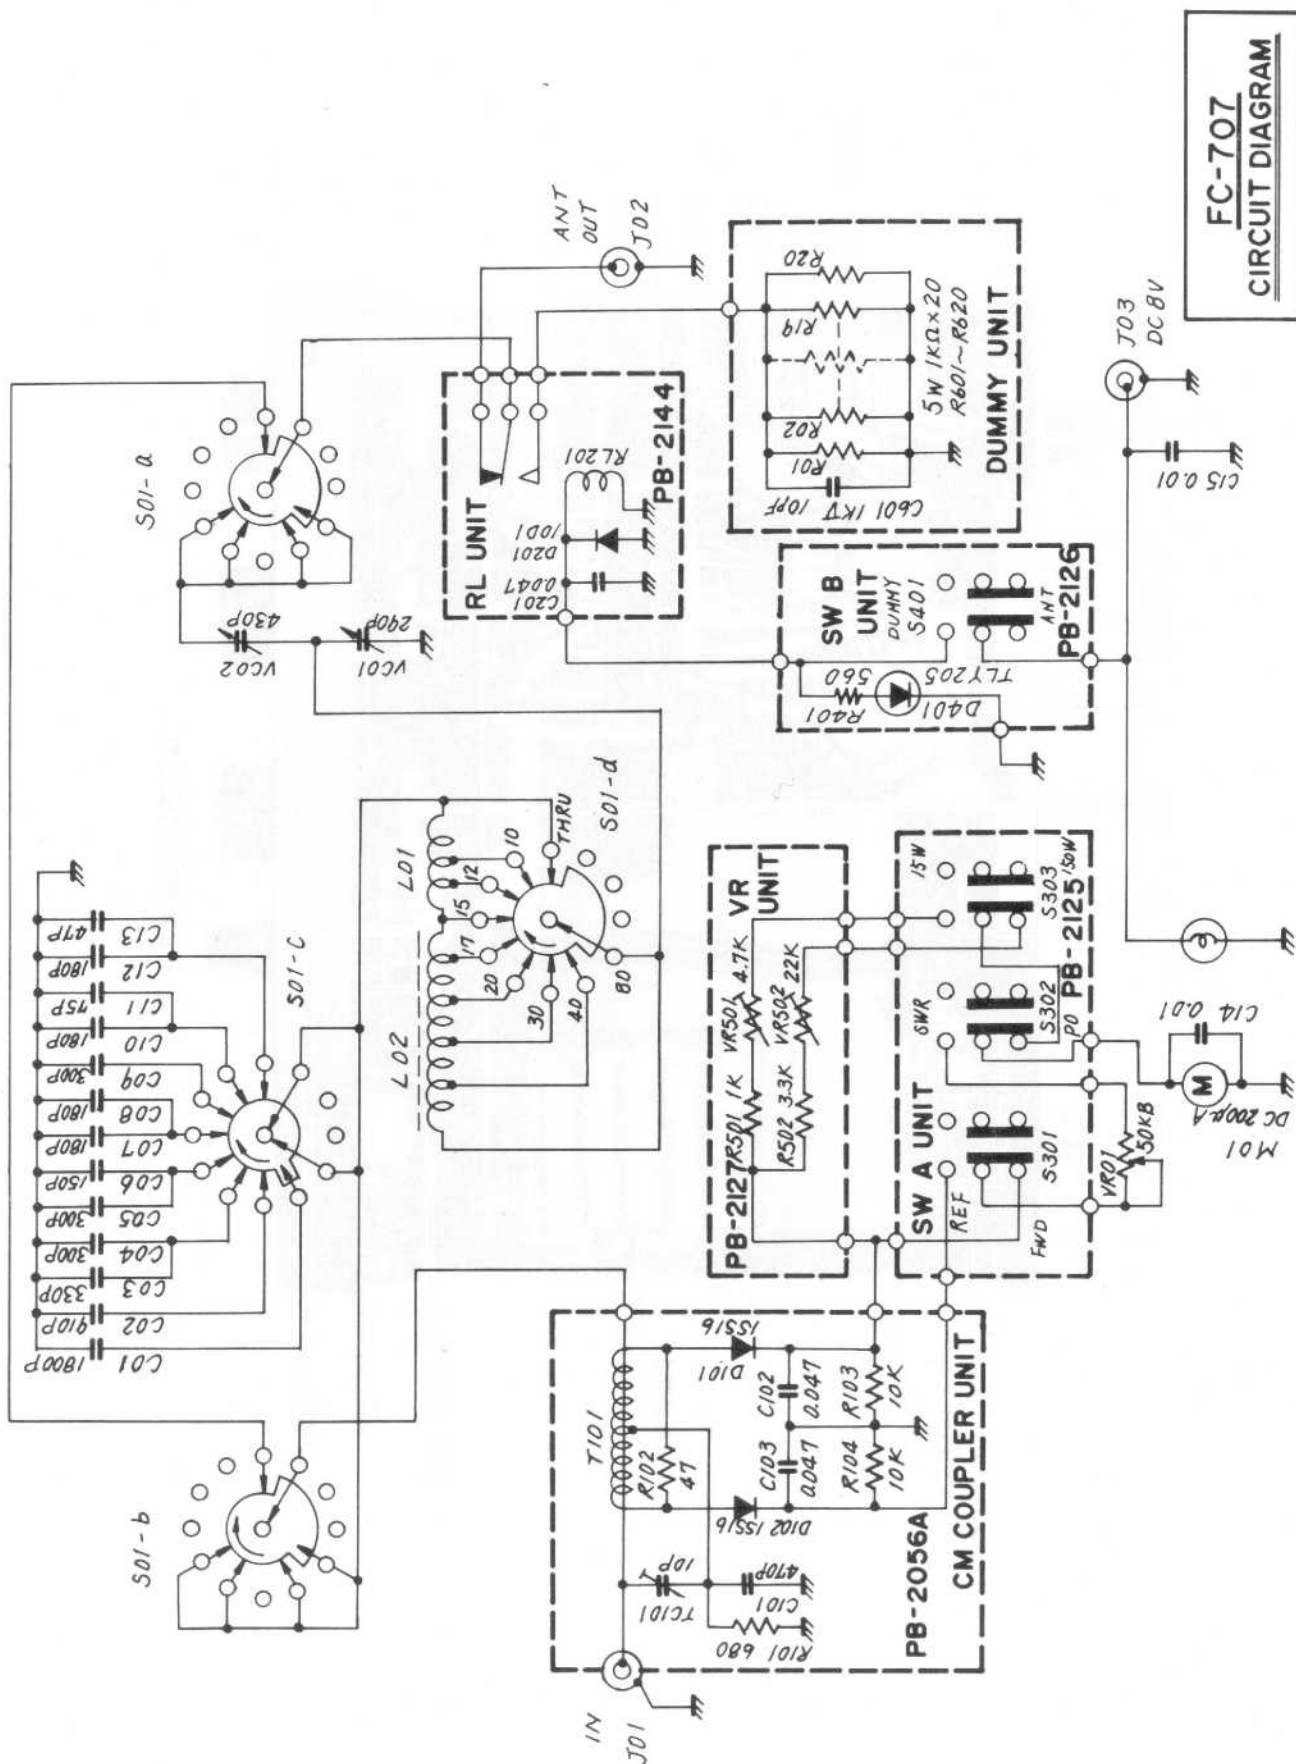 FC-707
CIRCUIT DIAGRAM
S01-b
S01-a
S01-c
S01-d
C01
1800P
C02
910P
C03
330P
C04
300P
C05
300P
C06
150P
C07
180P
C08
180P
C09
300P
C10
180P
C11
75P
C12
180P
C13
47P
VC02
430P
VC01
290P
L02
L01
80
40
30
20
17
15
12
10
THRU
ANT
OUT
J02
RL UNIT
C201
0.047
D201
10D1
RL201
PB-2144
C601 1KV
10PF
R01
R02
R19
R20
5W 1KΩ×20
R601~R620
DUMMY UNIT
SW B
UNIT
DUMMY
S401
R401
560
D401
TLY205
ANT
PB-2126
J03
DC 8V
C15 0.01
PB-2127
VR
UNIT
R501 1K
VR501
4.7K
R502 3.3K
VR502
22K
SW A UNIT
REF
FWD
S301
SWR
PO
S302
15W
150W
S303
PB-2125
VR01
50KB
M
M01
DC 200μA
C14
0.01
IN
J01
TC101
10P
R101
680
C101
470P
T101
R102
47
D101
1SS16
D102 1SS16
C102
0.047
C103
0.047
R103
10K
R104
10K
PB-2056A
CM COUPLER UNIT